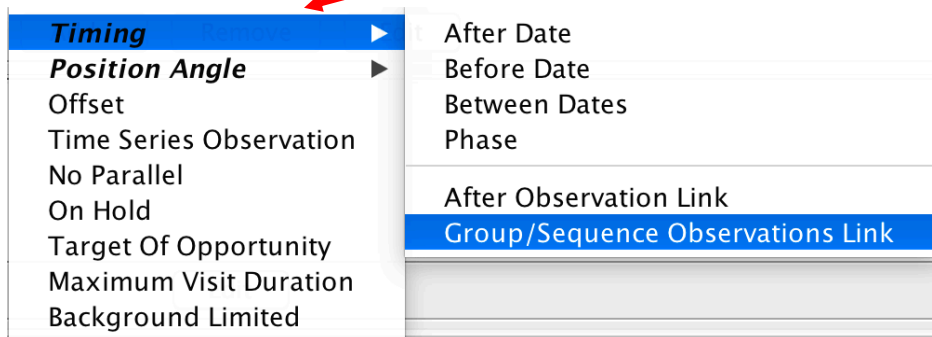 Timing
Position Angle
Offset
Time Series Observation
No Parallel
On Hold
Target Of Opportunity
Maximum Visit Duration
Background Limited
After Date
Before Date
Between Dates
Phase
After Observation Link
Group/Sequence Observations Link
Remove